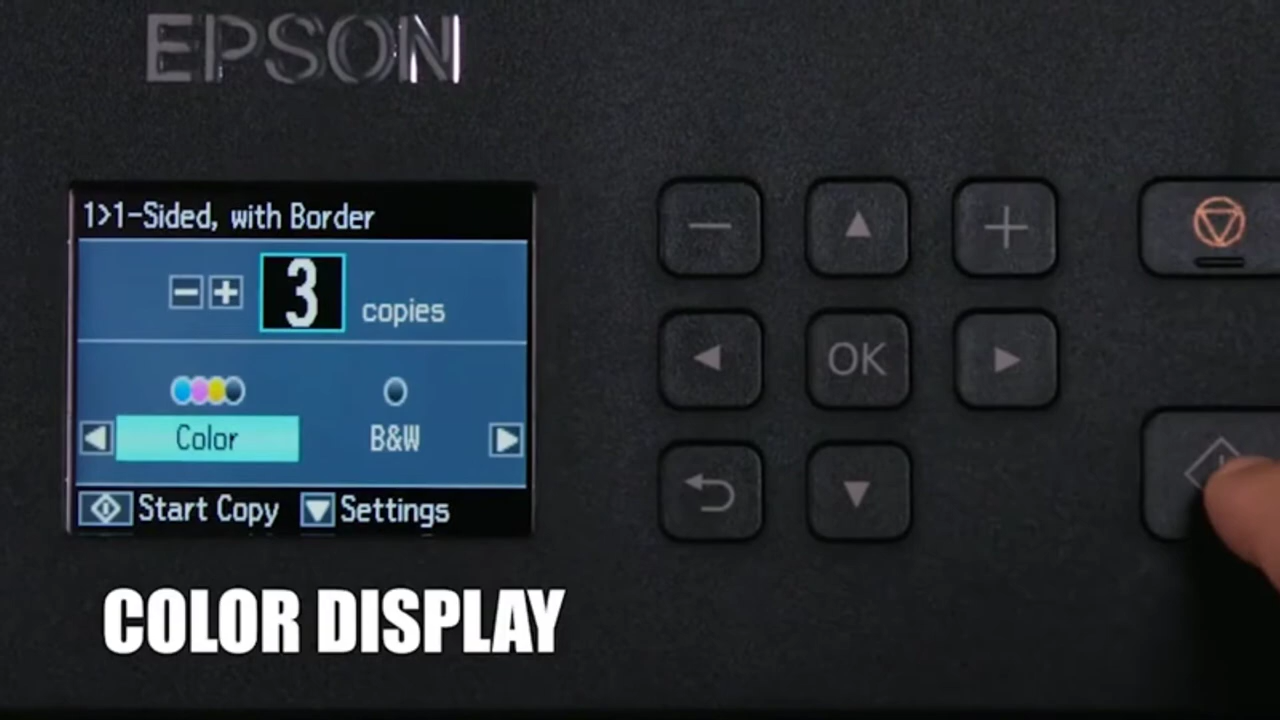 EPSON
1>1-Sided, with Border
3 copies
Color
B&W
Start Copy
Settings
OK
COLOR DISPLAY